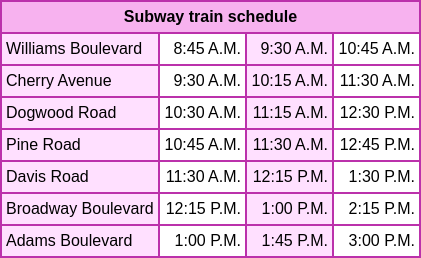 Subway train schedule
Williams Boulevard 8:45 A.M. 9:30 A.M. 10:45 A.M.
Cherry Avenue 9:30 A.M. 10:15 A.M. 11:30 A.M.
Dogwood Road 10:30 A.M. 11:15 A.M. 12:30 P.M.
Pine Road 10:45 A.M. 11:30 A.M. 12:45 P.M.
Davis Road 11:30 A.M. 12:15 P.M. 1:30 P.M.
Broadway Boulevard 12:15 P.M. 1:00 P.M. 2:15 P.M.
Adams Boulevard 1:00 P.M. 1:45 P.M. 3:00 P.M.